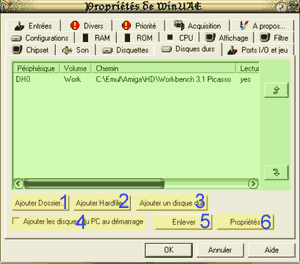 Propriétés de WinUAE
Entrées Divers Priorité Acquisition A propos...
Configurations RAM ROM CPU Affichage Filtre
Chipset Son Disquettes Disques durs Ports I/O et jeu
Périphérique Volume Chemin Lectu
DH0 Work C:\Emul\Amiga\HD\Workbench 3.1 Picasso yes
Ajouter Dossier... 1 Ajouter Hardfile 2 Ajouter un disque dur 3
Ajouter les disques du PC au démarrage 4 Enlever 5 Propriétés 6
OK Annuler Aide